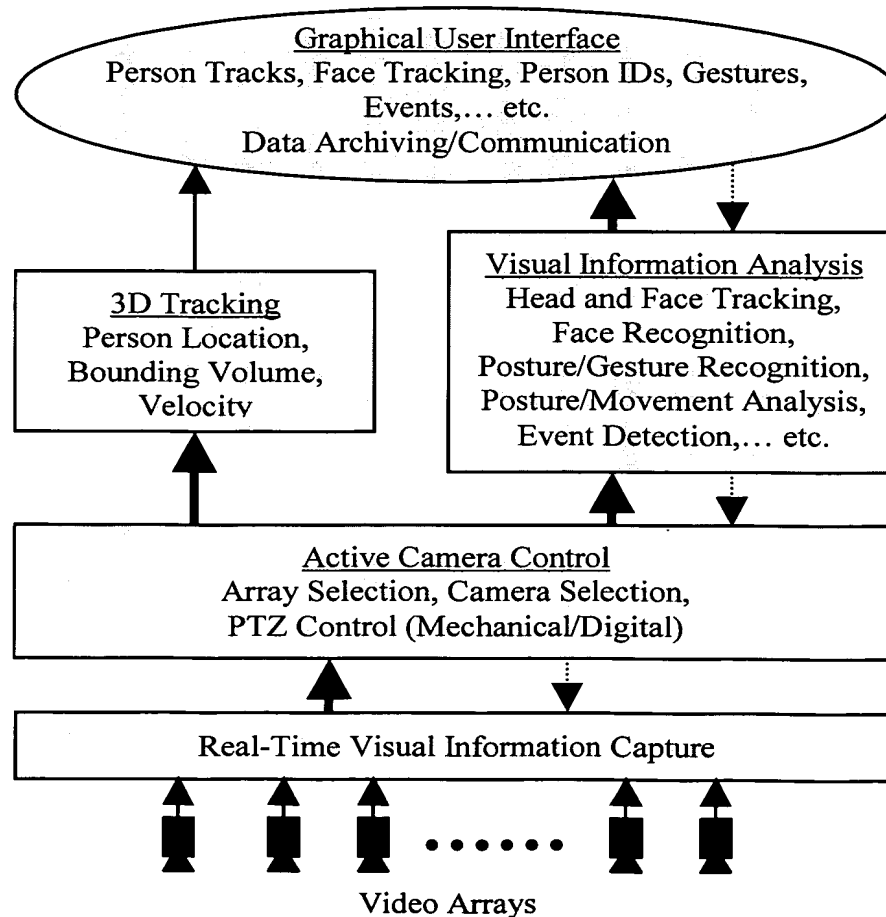 Graphical User Interface
Person Tracks, Face Tracking, Person IDs, Gestures,
Events,... etc.
Data Archiving/Communication
3D Tracking
Person Location,
Bounding Volume,
Velocity
Visual Information Analysis
Head and Face Tracking,
Face Recognition,
Posture/Gesture Recognition,
Posture/Movement Analysis,
Event Detection,... etc.
Active Camera Control
Array Selection, Camera Selection,
PTZ Control (Mechanical/Digital)
Real-Time Visual Information Capture
Video Arrays